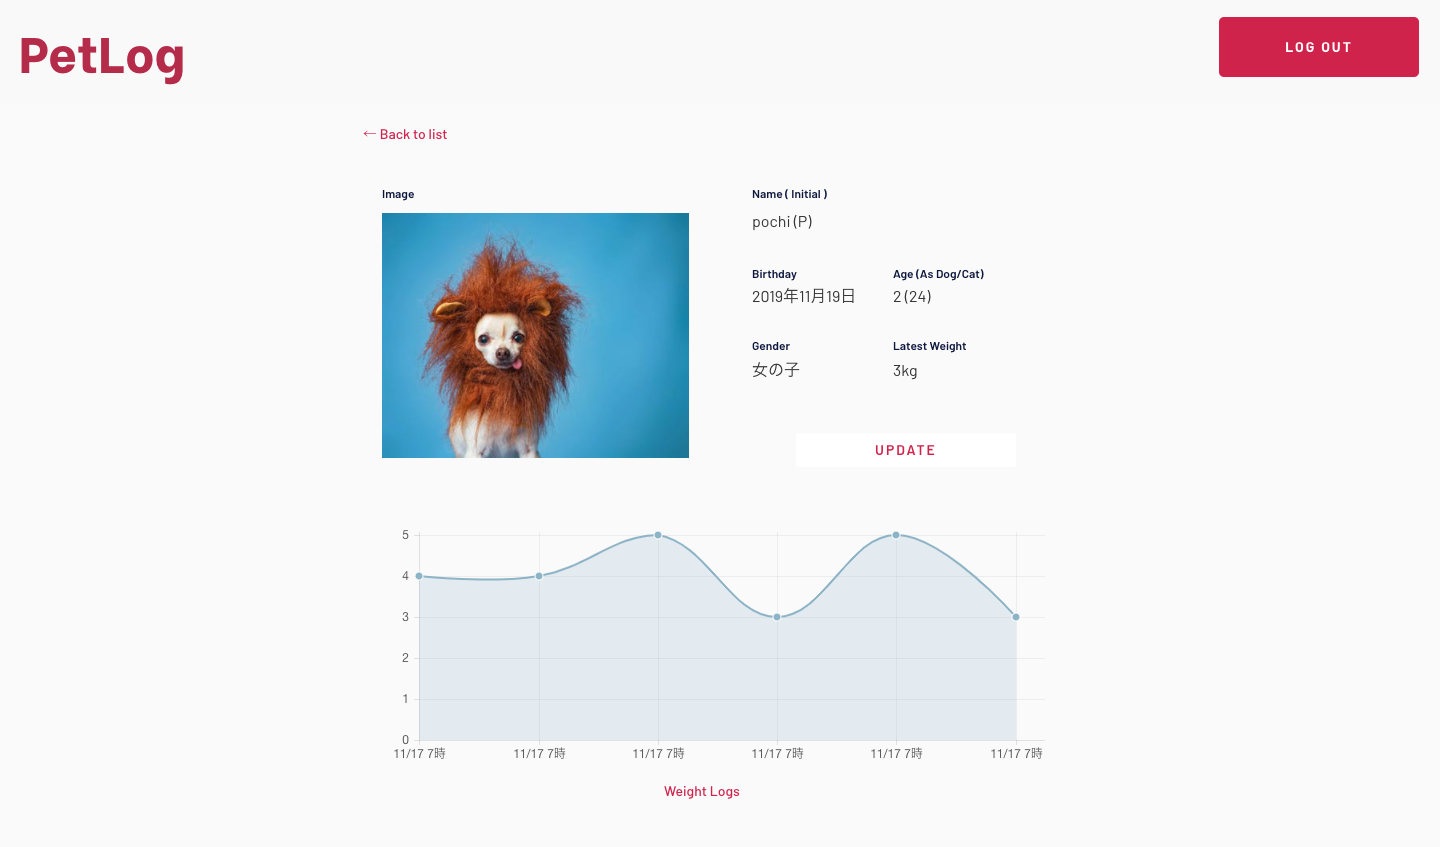 PetLog
LOG OUT
← Back to list
Image
Name ( Initial )
pochi (P)
Birthday
Age (As Dog/Cat)
2019年11月19日
2 (24)
Gender
Latest Weight
女の子
3kg
UPDATE
5
4
3
2
1
0
11/17 7時 11/17 7時 11/17 7時 11/17 7時 11/17 7時 11/17 7時
Weight Logs